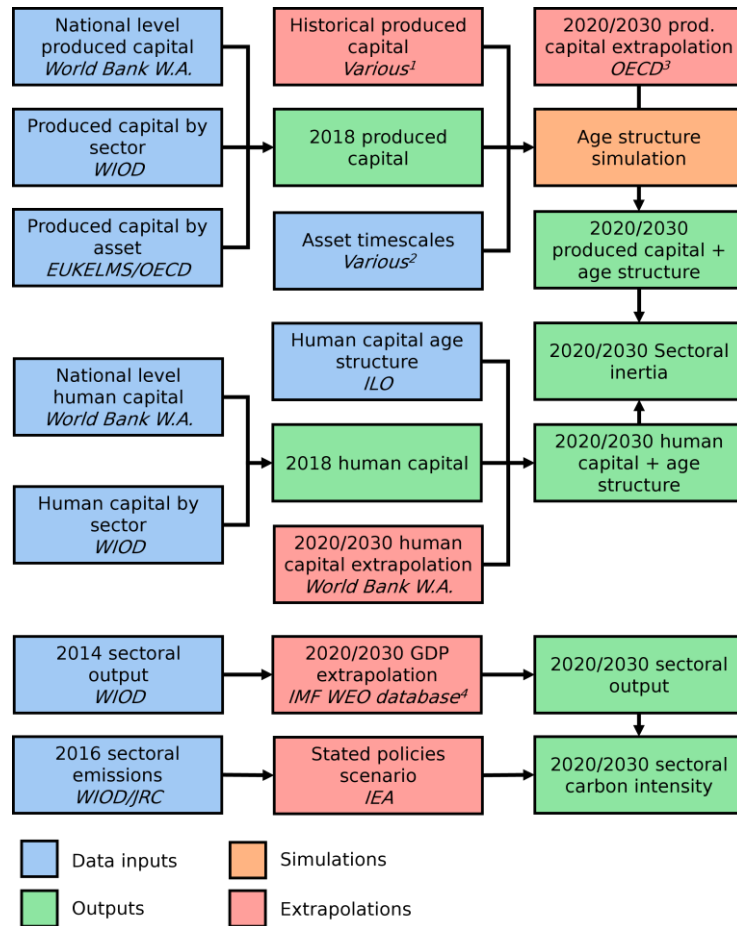 National level
produced capital
World Bank W.A.
Historical produced
capital
Various¹
2020/2030 prod.
capital extrapolation
OECD³
Produced capital by
sector
WIOD
2018 produced
capital
Age structure
simulation
Produced capital by
asset
EUKELMS/OECD
Asset timescales
Various²
2020/2030
produced capital +
age structure
Human capital age
structure
ILO
2020/2030 Sectoral
inertia
National level
human capital
World Bank W.A.
2018 human capital
2020/2030 human
capital + age
structure
Human capital by
sector
WIOD
2020/2030 human
capital extrapolation
World Bank W.A.
2014 sectoral
output
WIOD
2020/2030 GDP
extrapolation
IMF WEO database⁴
2020/2030 sectoral
output
2016 sectoral
emissions
WIOD/JRC
Stated policies
scenario
IEA
2020/2030 sectoral
carbon intensity
Data inputs
Simulations
Outputs
Extrapolations